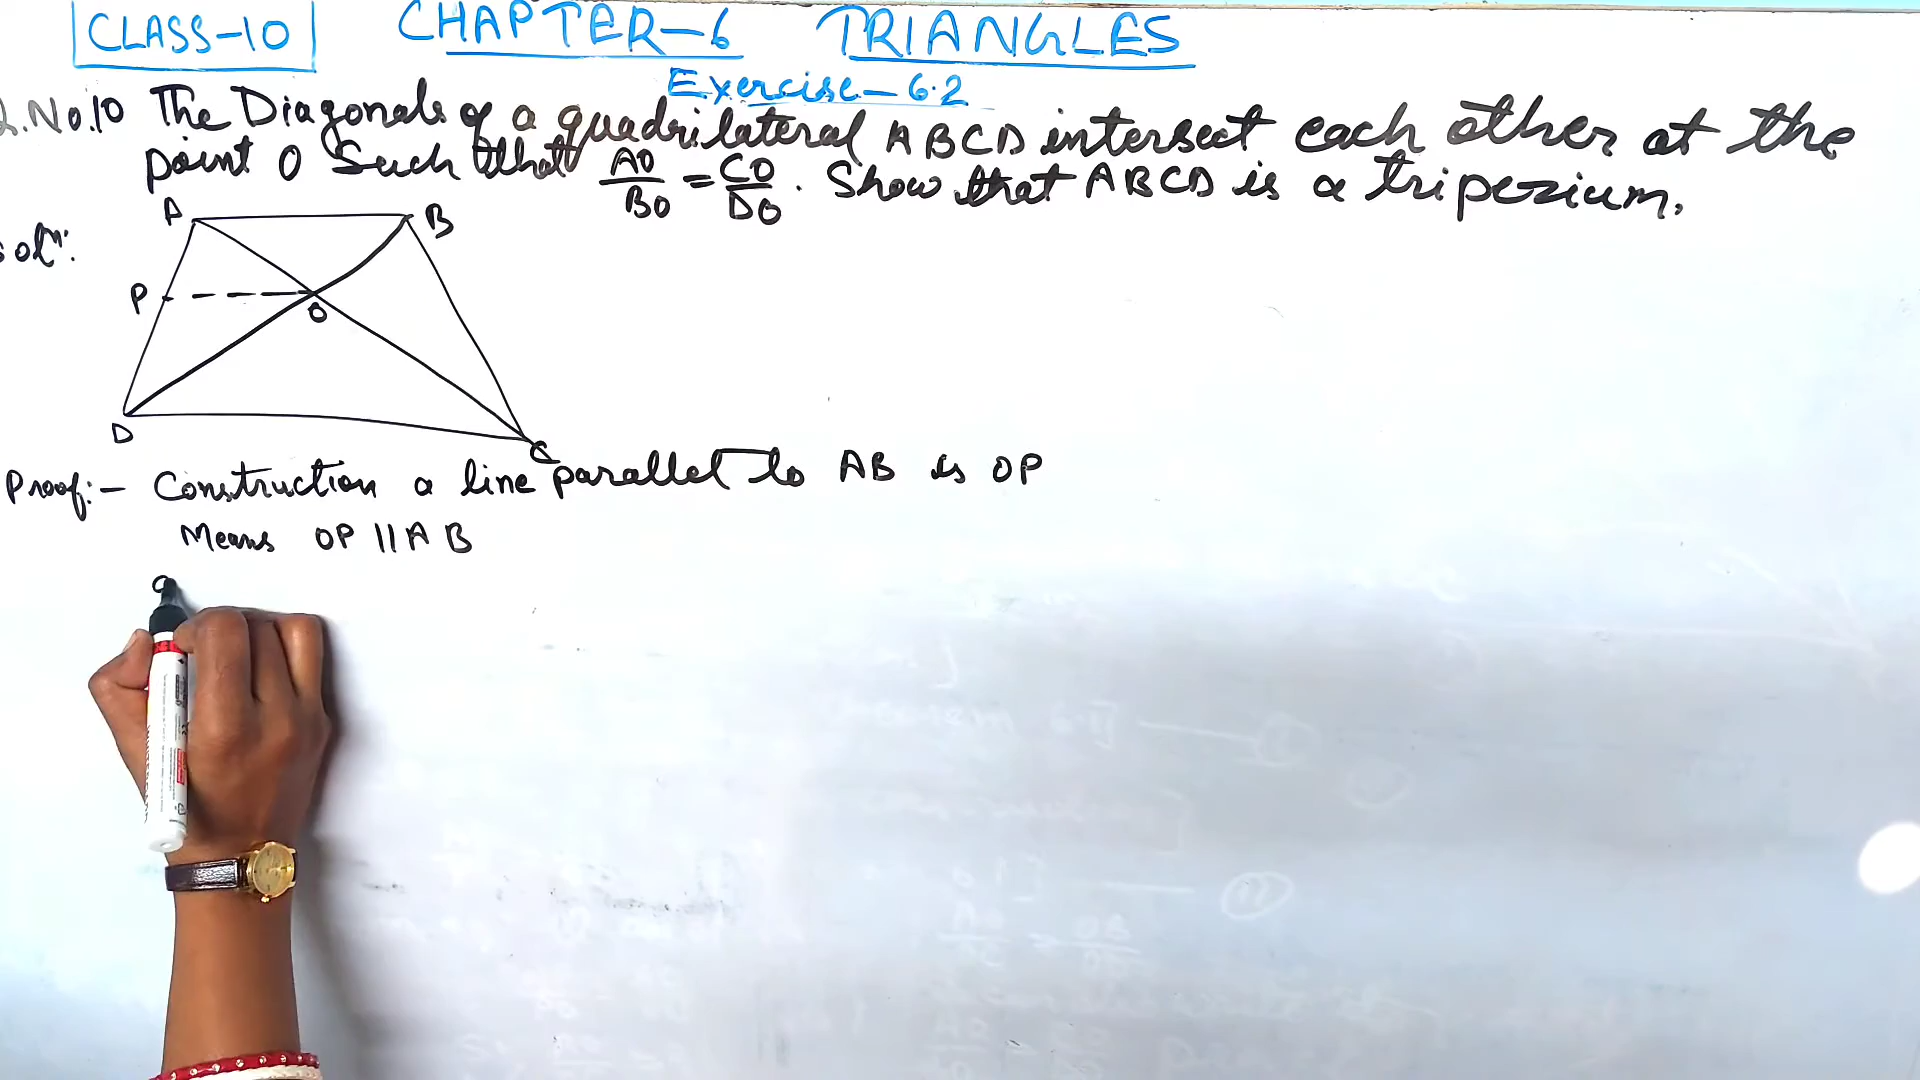 CLASS-10 CHAPTER-6 TRIANGLES
Exercise-6.2
Q.No.10 The Diagonals of a quadrilateral ABCD intersect each other at the
point O Such that AO/BO = CO/DO. Show that ABCD is a tripezium.
A B
Solⁿ:
P
O
D
C
Proof:- Construction a line parallel to AB is OP
Means OP || AB